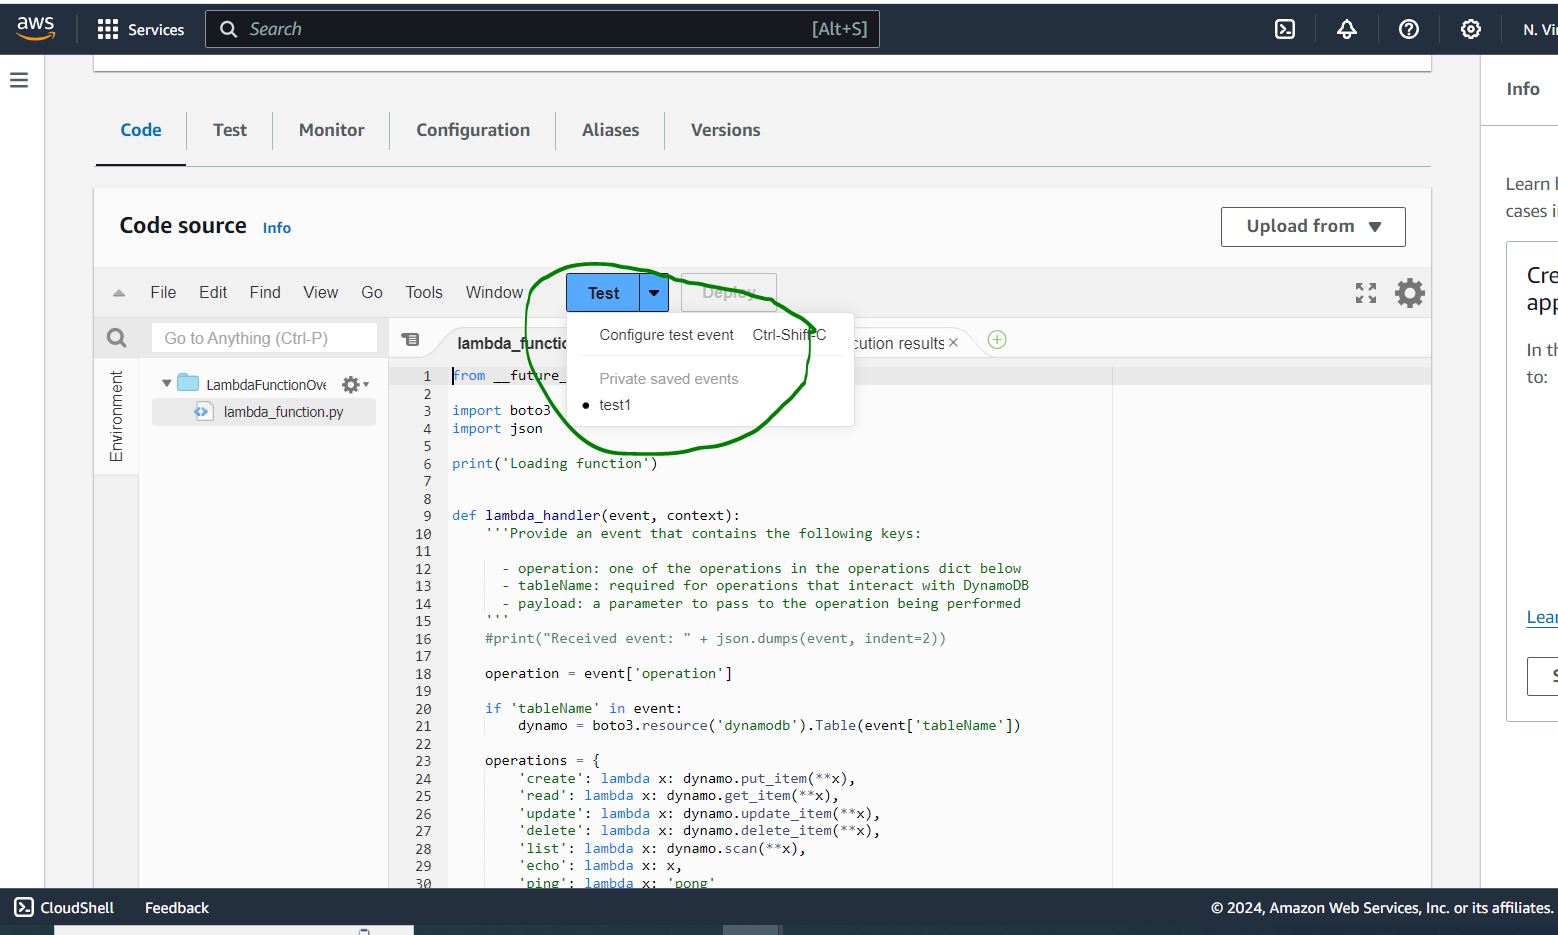 aws
Services
Search [Alt+S]
N. Vi
Info
Code Test Monitor Configuration Aliases Versions
Learn
cases i
Code source Info
Upload from
File Edit Find View Go Tools Window Test Deploy
Go to Anything (Ctrl-P)
Configure test event Ctrl-Shift-C
Private saved events
test1
lambda_functio
cution results
Environment
LambdaFunctionOve
lambda_function.py
1 from __future_
2
3 import boto3
4 import json
5
6 print('Loading function')
7
8
9 def lambda_handler(event, context):
10 '''Provide an event that contains the following keys:
11
12 - operation: one of the operations in the operations dict below
13 - tableName: required for operations that interact with DynamoDB
14 - payload: a parameter to pass to the operation being performed
15 '''
16 #print("Received event: " + json.dumps(event, indent=2))
17
18 operation = event['operation']
19
20 if 'tableName' in event:
21 dynamo = boto3.resource('dynamodb').Table(event['tableName'])
22
23 operations = {
24 'create': lambda x: dynamo.put_item(**x),
25 'read': lambda x: dynamo.get_item(**x),
26 'update': lambda x: dynamo.update_item(**x),
27 'delete': lambda x: dynamo.delete_item(**x),
28 'list': lambda x: dynamo.scan(**x),
29 'echo': lambda x: x,
30 'ping': lambda x: 'pong'
Cre
app
In th
to:
Lear
S
CloudShell Feedback
© 2024, Amazon Web Services, Inc. or its affiliates.